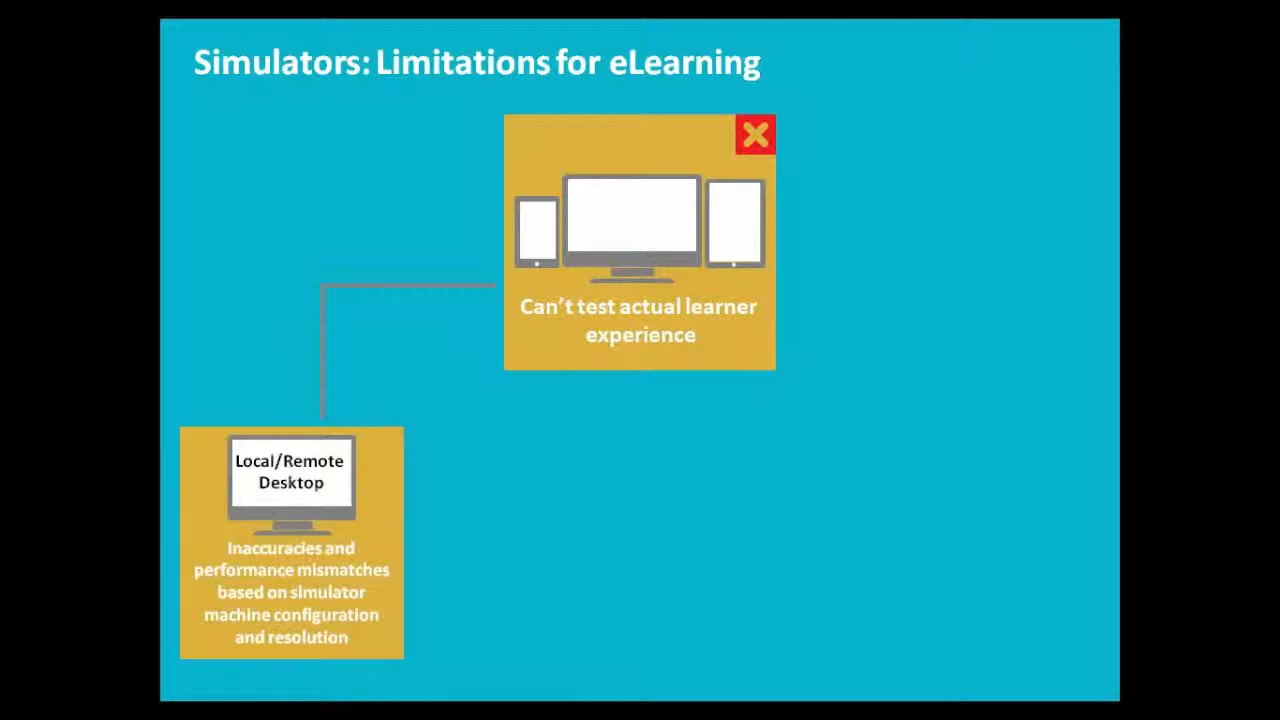 Simulators: Limitations for eLearning
Can't test actual learner
experience
Local/Remote
Desktop
Inaccuracies and
performance mismatches
based on simulator
machine configuration
and resolution